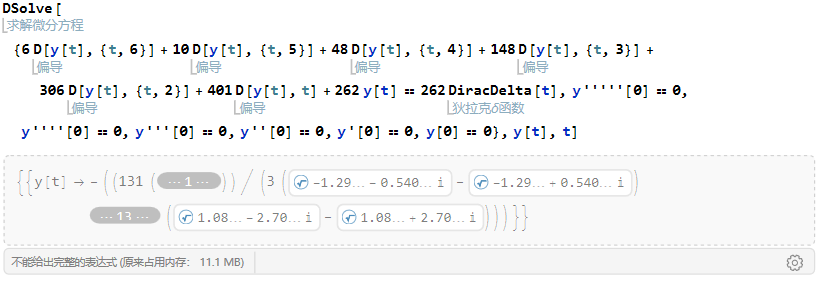 DSolve[
求解微分方程
{6 D[y[t], {t, 6}] + 10 D[y[t], {t, 5}] + 48 D[y[t], {t, 4}] + 148 D[y[t], {t, 3}] +
偏导 偏导 偏导 偏导
306 D[y[t], {t, 2}] + 401 D[y[t], t] + 262 y[t] == 262 DiracDelta[t], y'''''[0] == 0,
偏导 偏导 狄拉克δ函数
y''''[0] == 0, y'''[0] == 0, y''[0] == 0, y'[0] == 0, y[0] == 0}, y[t], t]
{{y[t] → - ((131 (... 1 ...)) / (3 (-1.29... - 0.540... i - -1.29... + 0.540... i)
... 13 ... (1.08... - 2.70... i - 1.08... + 2.70... i)))}}
不能给出完整的表达式 (原来占用内存: 11.1 MB)